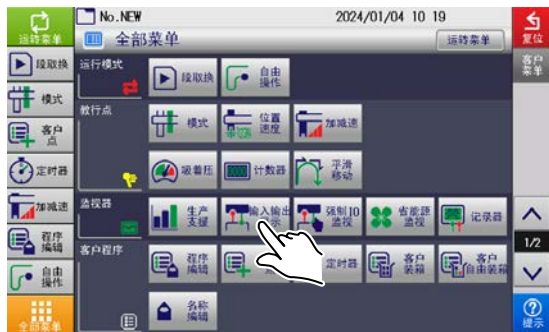 No.NEW 2024/01/04 10 19
运转菜单
全部菜单
运转菜单
复位
段取换
运行模式
段取换
自由
操作
客户
菜单
模式
教行点
模式
位置
速度
加减速
客户
点
定时器
吸着压
计数器
平滑
移动
加减速
监视器
生产
支援
输入输出
强制IO
监视
省能源
监视
记录器
程序
编辑
客户程序
程序
编辑
定时器
客户
装箱
客户
自由装箱
1/2
自由
操作
名称
编辑
全部菜单
提示